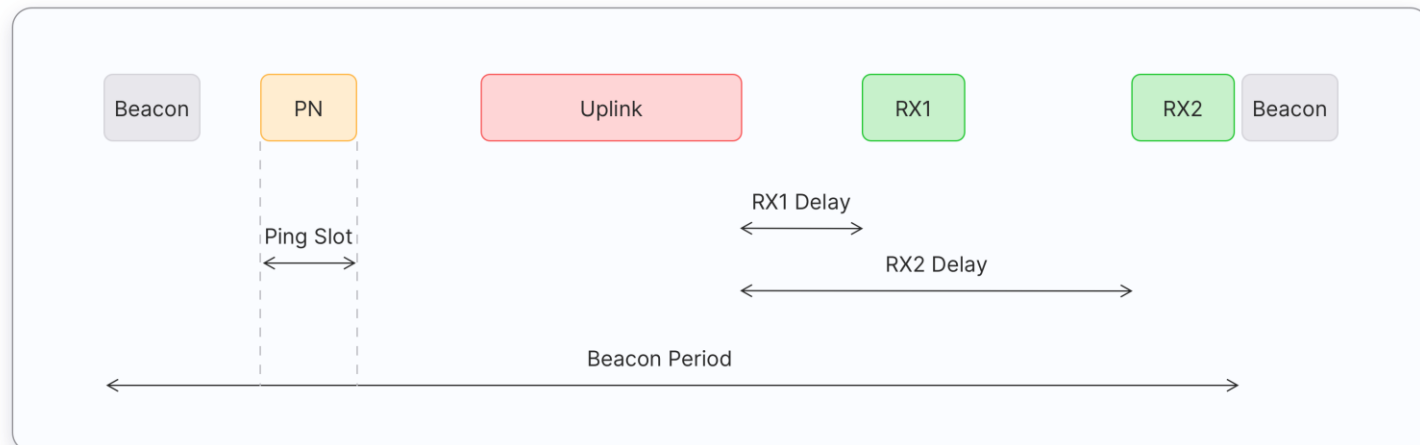 Beacon
PN
Uplink
RX1
RX2
Beacon
RX1 Delay
Ping Slot
RX2 Delay
Beacon Period